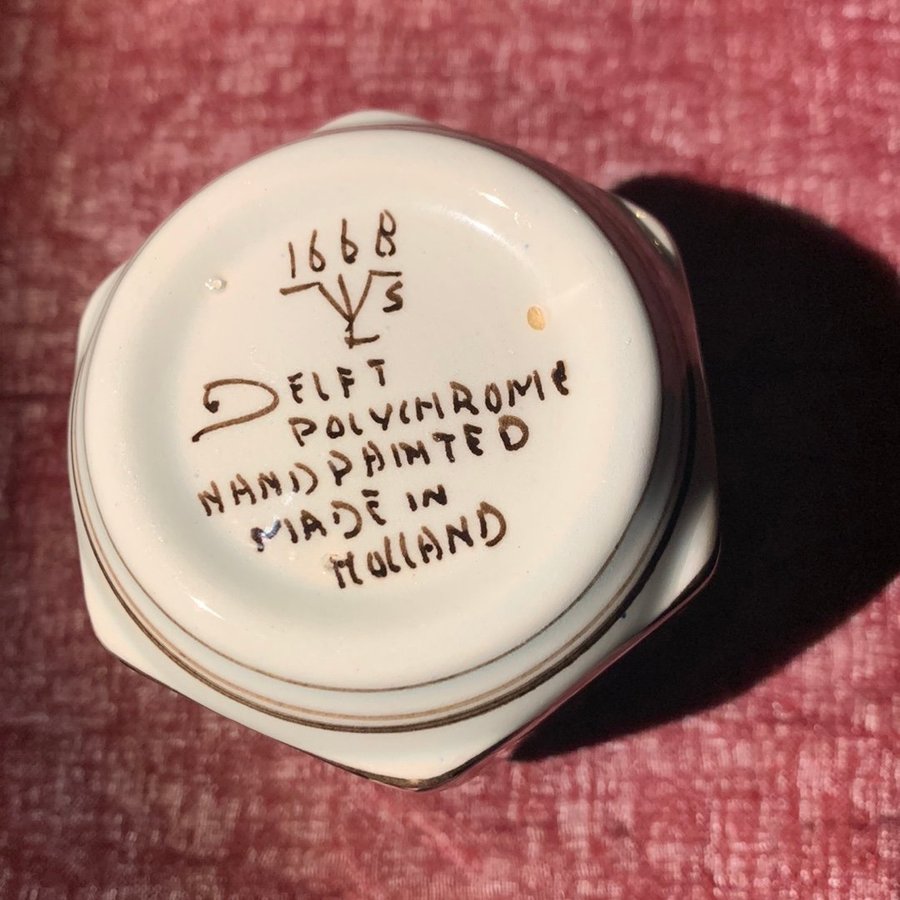 1668
S
L
DELFT
POLYCHROMe
HANDPAINTED
MADE IN
HOLLAND